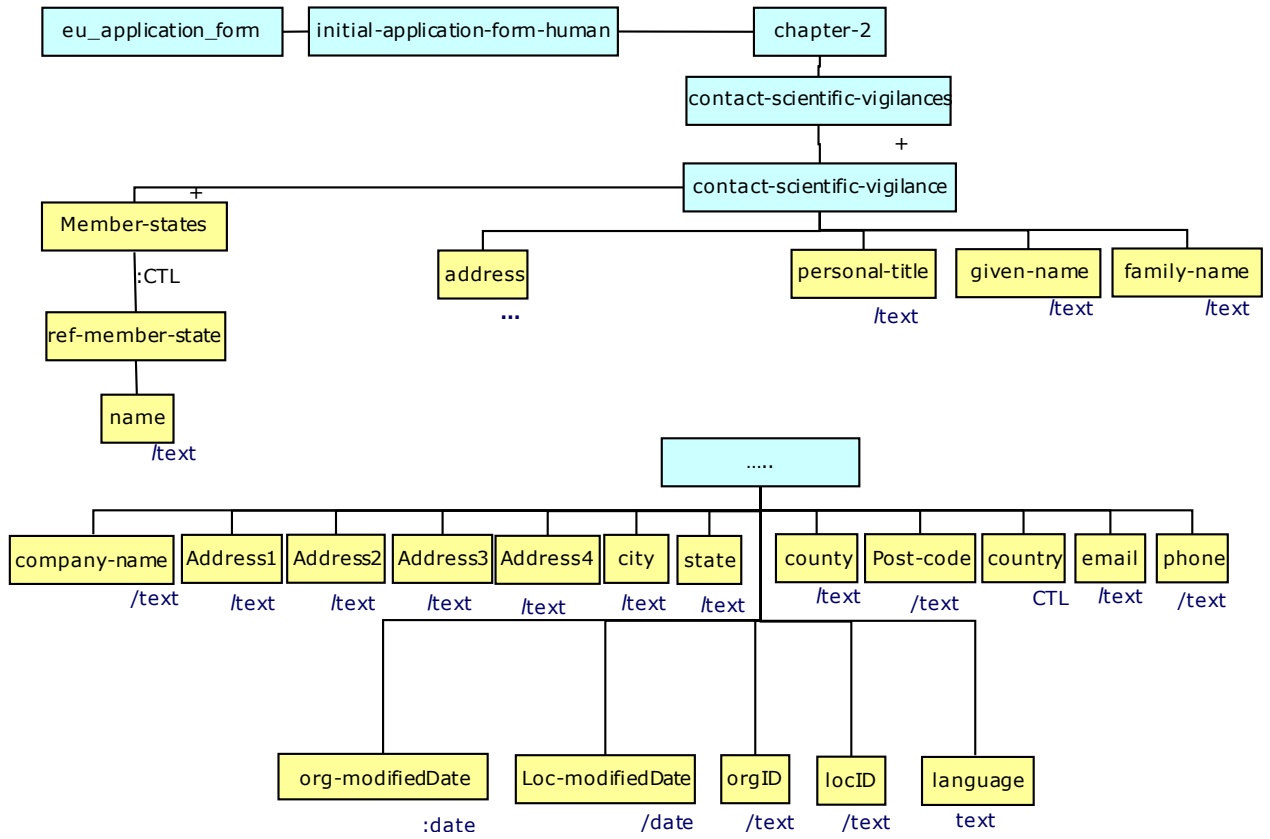 eu_application_form initial-application-form-human chapter-2
contact-scientific-vigilances
+
contact-scientific-vigilance
+
Member-states
:CTL
address personal-title given-name family-name
... /text /text /text
ref-member-state
name
/text
.....
company-name Address1 Address2 Address3 Address4 city state county Post-code country email phone
/text /text /text /text /text /text /text /text /text CTL /text /text
org-modifiedDate Loc-modifiedDate orgID locID language
:date /date /text /text text